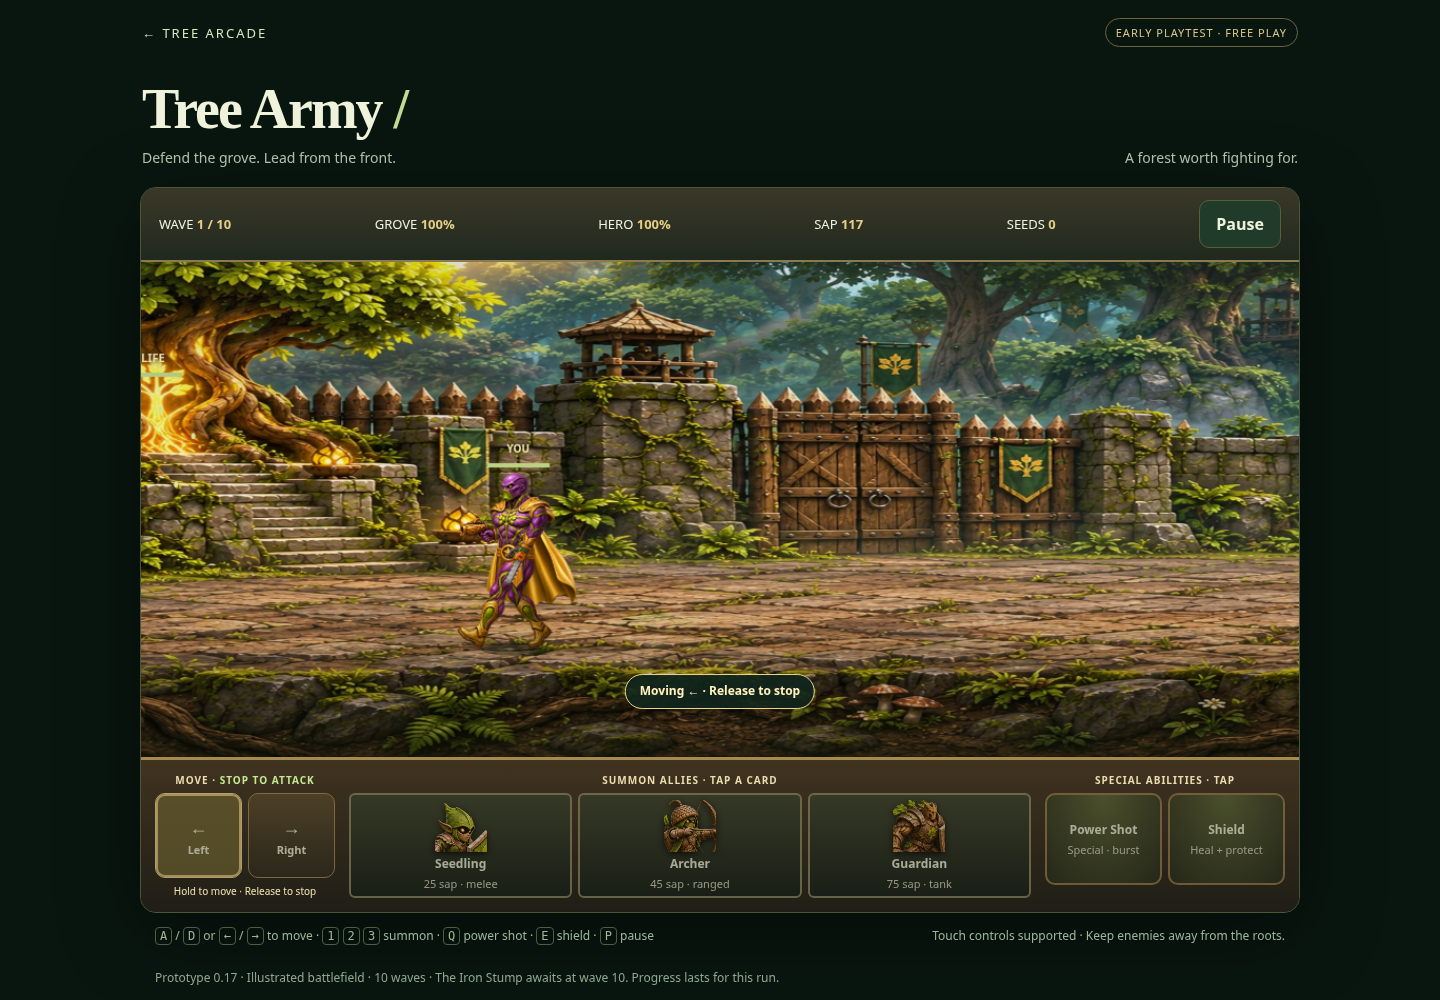 ← TREE ARCADE
EARLY PLAYTEST · FREE PLAY
Tree Army /
Defend the grove. Lead from the front.
A forest worth fighting for.
WAVE 1 / 10
GROVE 100%
HERO 100%
SAP 117
SEEDS 0
Pause
LIFE
YOU
Moving ← · Release to stop
MOVE · STOP TO ATTACK
SUMMON ALLIES · TAP A CARD
SPECIAL ABILITIES · TAP
←
Left
→
Right
Hold to move · Release to stop
Seedling
25 sap · melee
Archer
45 sap · ranged
Guardian
75 sap · tank
Power Shot
Special · burst
Shield
Heal + protect
A / D or ← / → to move · 1 2 3 summon · Q power shot · E shield · P pause
Touch controls supported · Keep enemies away from the roots.
Prototype 0.17 · Illustrated battlefield · 10 waves · The Iron Stump awaits at wave 10. Progress lasts for this run.